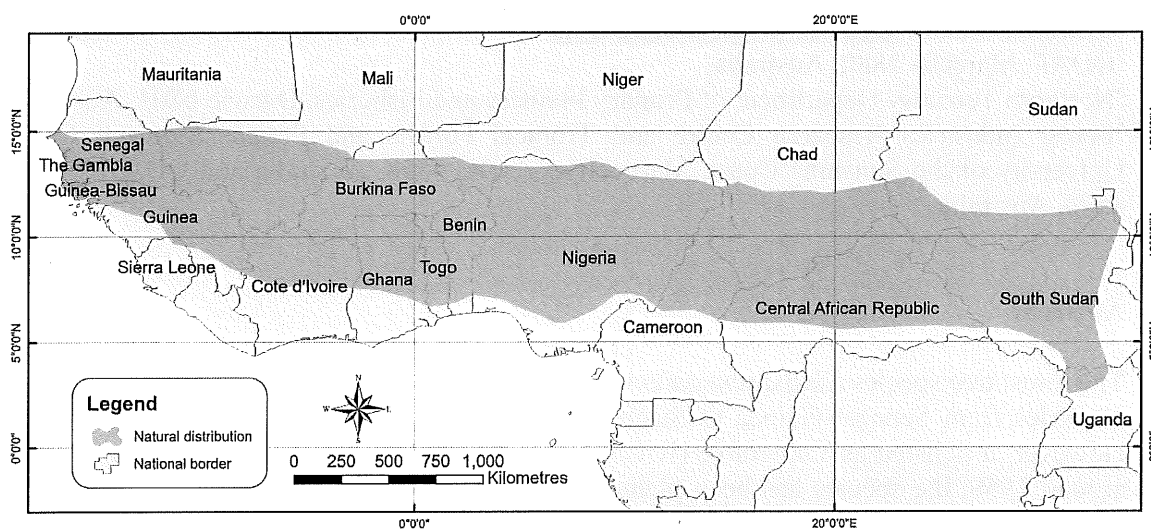 0°0'0"
20°0'0"E
Mauritania
Mali
Niger
Sudan
15°0'0"N
Senegal
Chad
The Gambia
Burkina Faso
Guinea-Bissau
Guinea
Benin
10°0'0"N
Nigeria
Sierra Leone
Togo
Ghana
Cote d'Ivoire
South Sudan
Central African Republic
Cameroon
5°0'0"N
Legend
Natural distribution
National border
N
W
S
Uganda
0°0'0"
0 250 500 750 1,000
Kilometres
0°0'0"
20°0'0"E